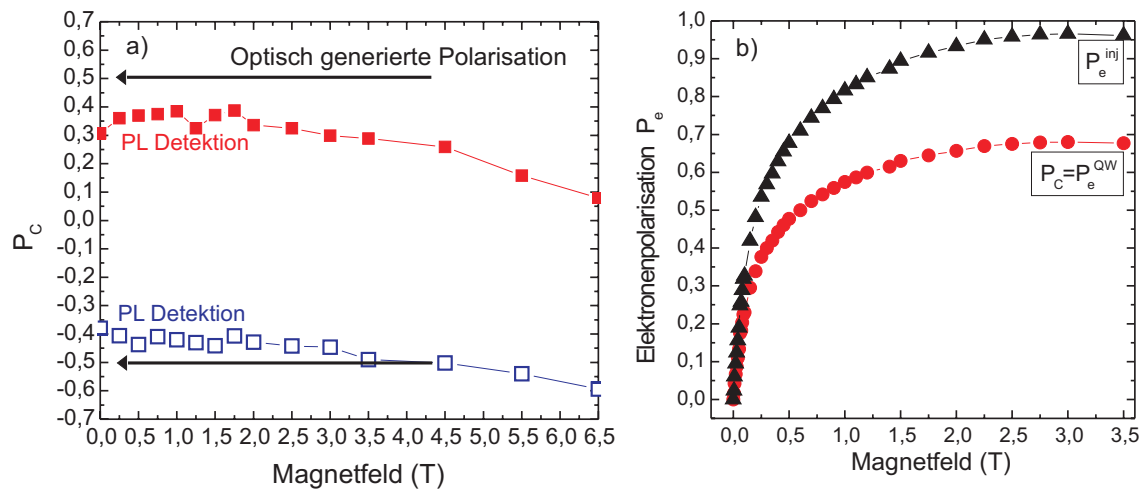 a)
Optisch generierte Polarisation
PL Detektion
PL Detektion
P_C
0,7
0,6
0,5
0,4
0,3
0,2
0,1
0,0
-0,1
-0,2
-0,3
-0,4
-0,5
-0,6
-0,7
0,0 0,5 1,0 1,5 2,0 2,5 3,0 3,5 4,0 4,5 5,0 5,5 6,0 6,5
Magnetfeld (T)
b)
P_e^inj
P_C=P_e^QW
Elektronenpolarisation P_e
1,0
0,9
0,8
0,7
0,6
0,5
0,4
0,3
0,2
0,1
0,0
0,0 0,5 1,0 1,5 2,0 2,5 3,0 3,5
Magnetfeld (T)